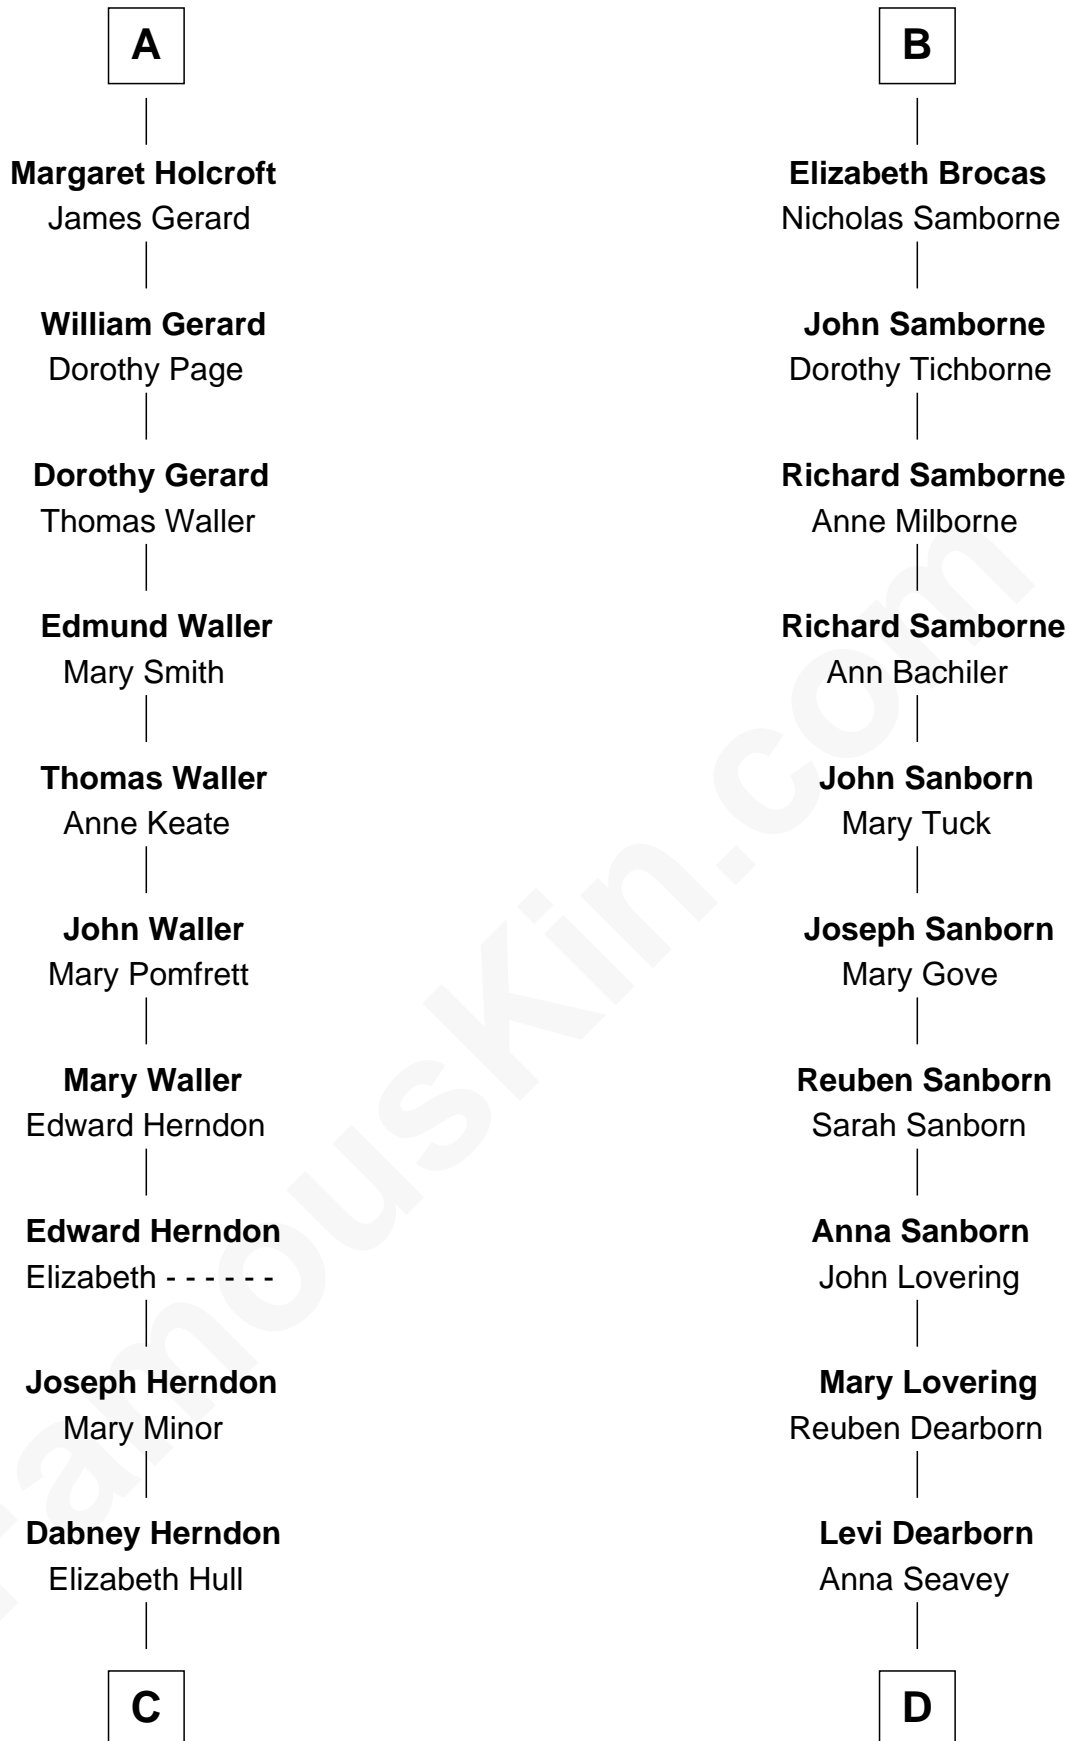 A
Margaret Holcroft
James Gerard
William Gerard
Dorothy Page
Dorothy Gerard
Thomas Waller
Edmund Waller
Mary Smith
Thomas Waller
Anne Keate
John Waller
Mary Pomfrett
Mary Waller
Edward Herndon
Edward Herndon
Elizabeth - - - - - -
Joseph Herndon
Mary Minor
Dabney Herndon
Elizabeth Hull
C
B
Elizabeth Brocas
Nicholas Samborne
John Samborne
Dorothy Tichborne
Richard Samborne
Anne Milborne
Richard Samborne
Ann Bachiler
John Sanborn
Mary Tuck
Joseph Sanborn
Mary Gove
Reuben Sanborn
Sarah Sanborn
Anna Sanborn
John Lovering
Mary Lovering
Reuben Dearborn
Levi Dearborn
Anna Seavey
D
FamousKin.com